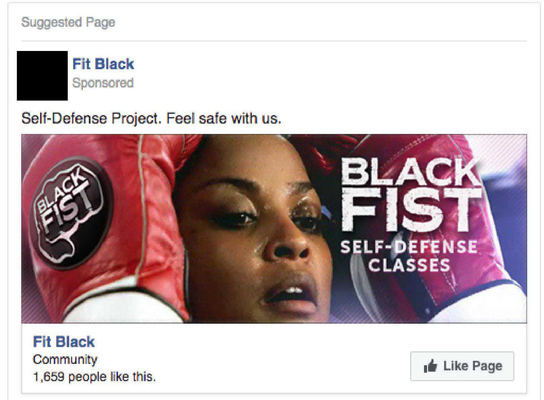 Suggested Page
Fit Black
Sponsored
Self-Defense Project. Feel safe with us.
BLACK
FIST
BLACK
FIST
SELF-DEFENSE
CLASSES
Fit Black
Community
1,659 people like this.
Like Page